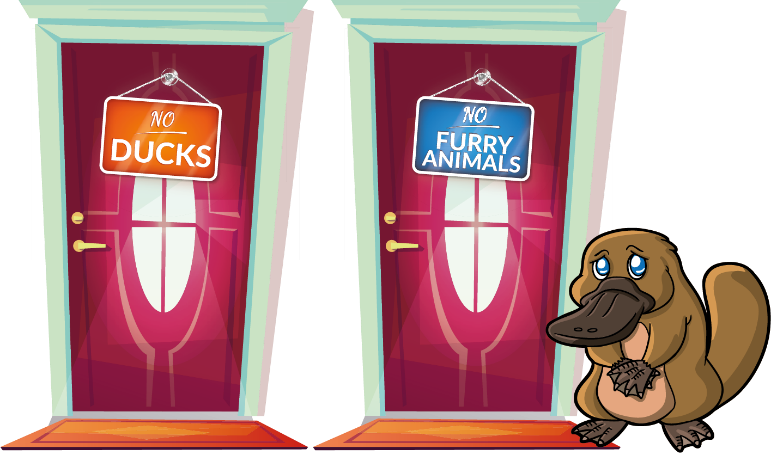 NO
DUCKS
NO
FURRY
ANIMALS